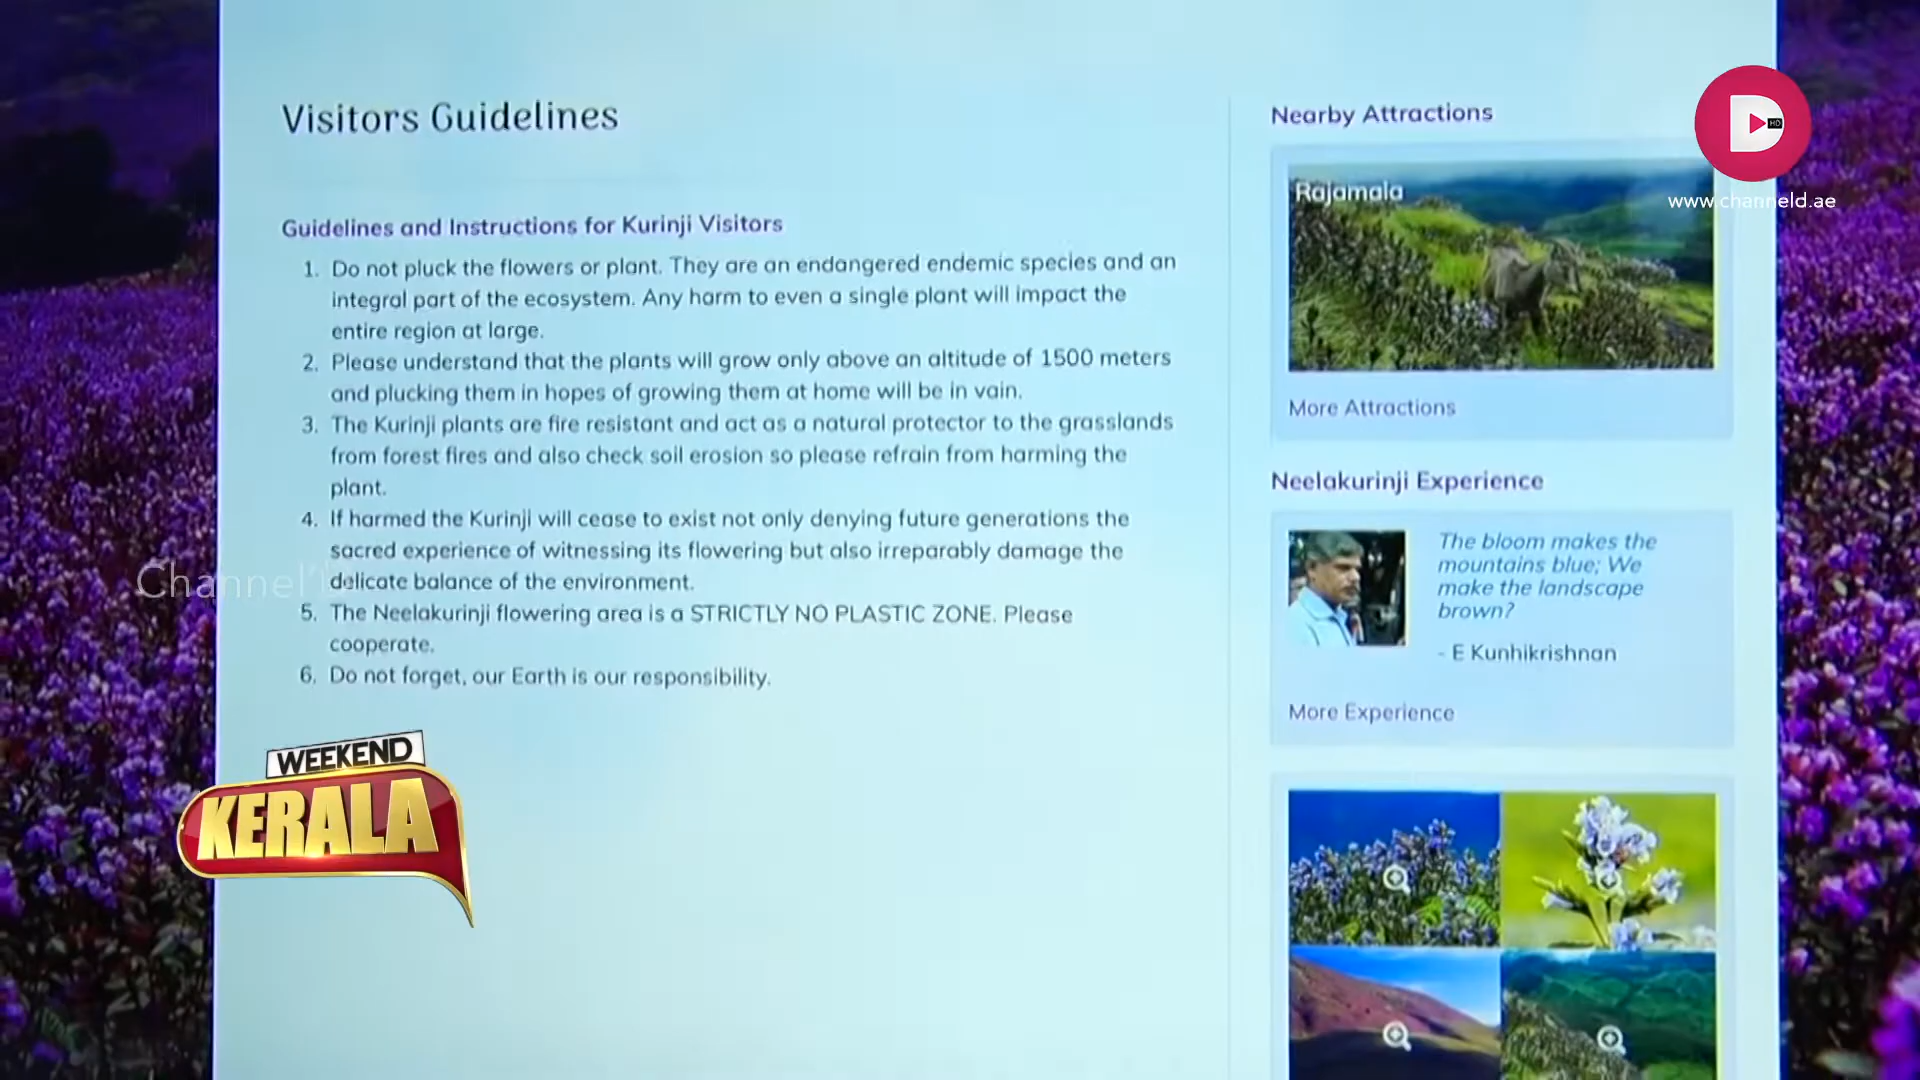 Visitors Guidelines
Guidelines and Instructions for Kurinji Visitors
1. Do not pluck the flowers or plant. They are an endangered endemic species and an
integral part of the ecosystem. Any harm to even a single plant will impact the
entire region at large.
2. Please understand that the plants will grow only above an altitude of 1500 meters
and plucking them in hopes of growing them at home will be in vain.
3. The Kurinji plants are fire resistant and act as a natural protector to the grasslands
from forest fires and also check soil erosion so please refrain from harming the
plant.
4. If harmed the Kurinji will cease to exist not only denying future generations the
sacred experience of witnessing its flowering but also irreparably damage the
delicate balance of the environment.
5. The Neelakurinji flowering area is a STRICTLY NO PLASTIC ZONE. Please
cooperate.
6. Do not forget, our Earth is our responsibility.
Channel'D
WEEKEND
KERALA
Nearby Attractions
Rajamala
More Attractions
Neelakurinji Experience
The bloom makes the
mountains blue; We
make the landscape
brown?
- E Kunhikrishnan
More Experience
D
HD
www.channeld.ae